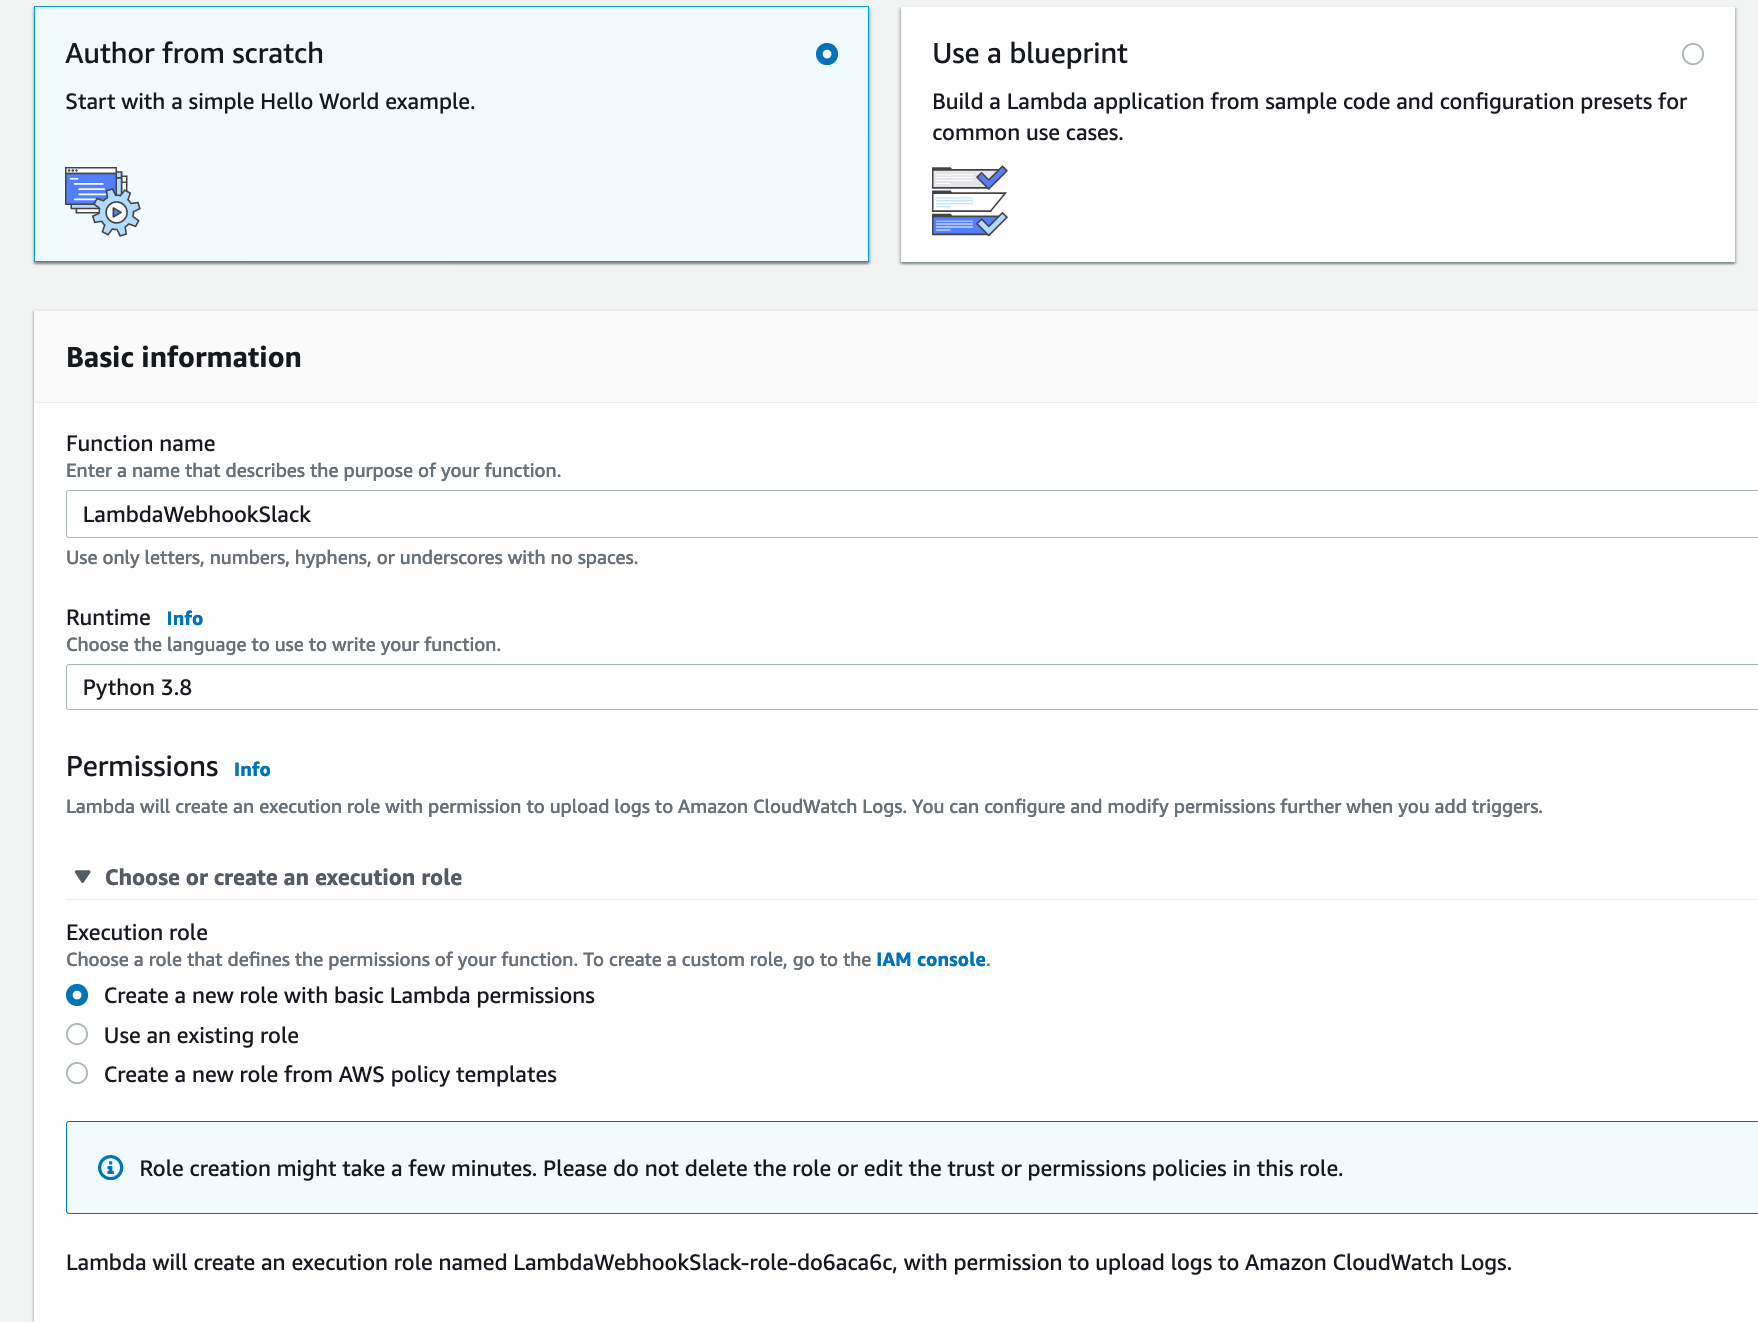 Author from scratch
Start with a simple Hello World example.
Use a blueprint
Build a Lambda application from sample code and configuration presets for
common use cases.
Basic information
Function name
Enter a name that describes the purpose of your function.
LambdaWebhookSlack
Use only letters, numbers, hyphens, or underscores with no spaces.
Runtime Info
Choose the language to use to write your function.
Python 3.8
Permissions Info
Lambda will create an execution role with permission to upload logs to Amazon CloudWatch Logs. You can configure and modify permissions further when you add triggers.
Choose or create an execution role
Execution role
Choose a role that defines the permissions of your function. To create a custom role, go to the IAM console.
Create a new role with basic Lambda permissions
Use an existing role
Create a new role from AWS policy templates
Role creation might take a few minutes. Please do not delete the role or edit the trust or permissions policies in this role.
Lambda will create an execution role named LambdaWebhookSlack-role-do6aca6c, with permission to upload logs to Amazon CloudWatch Logs.